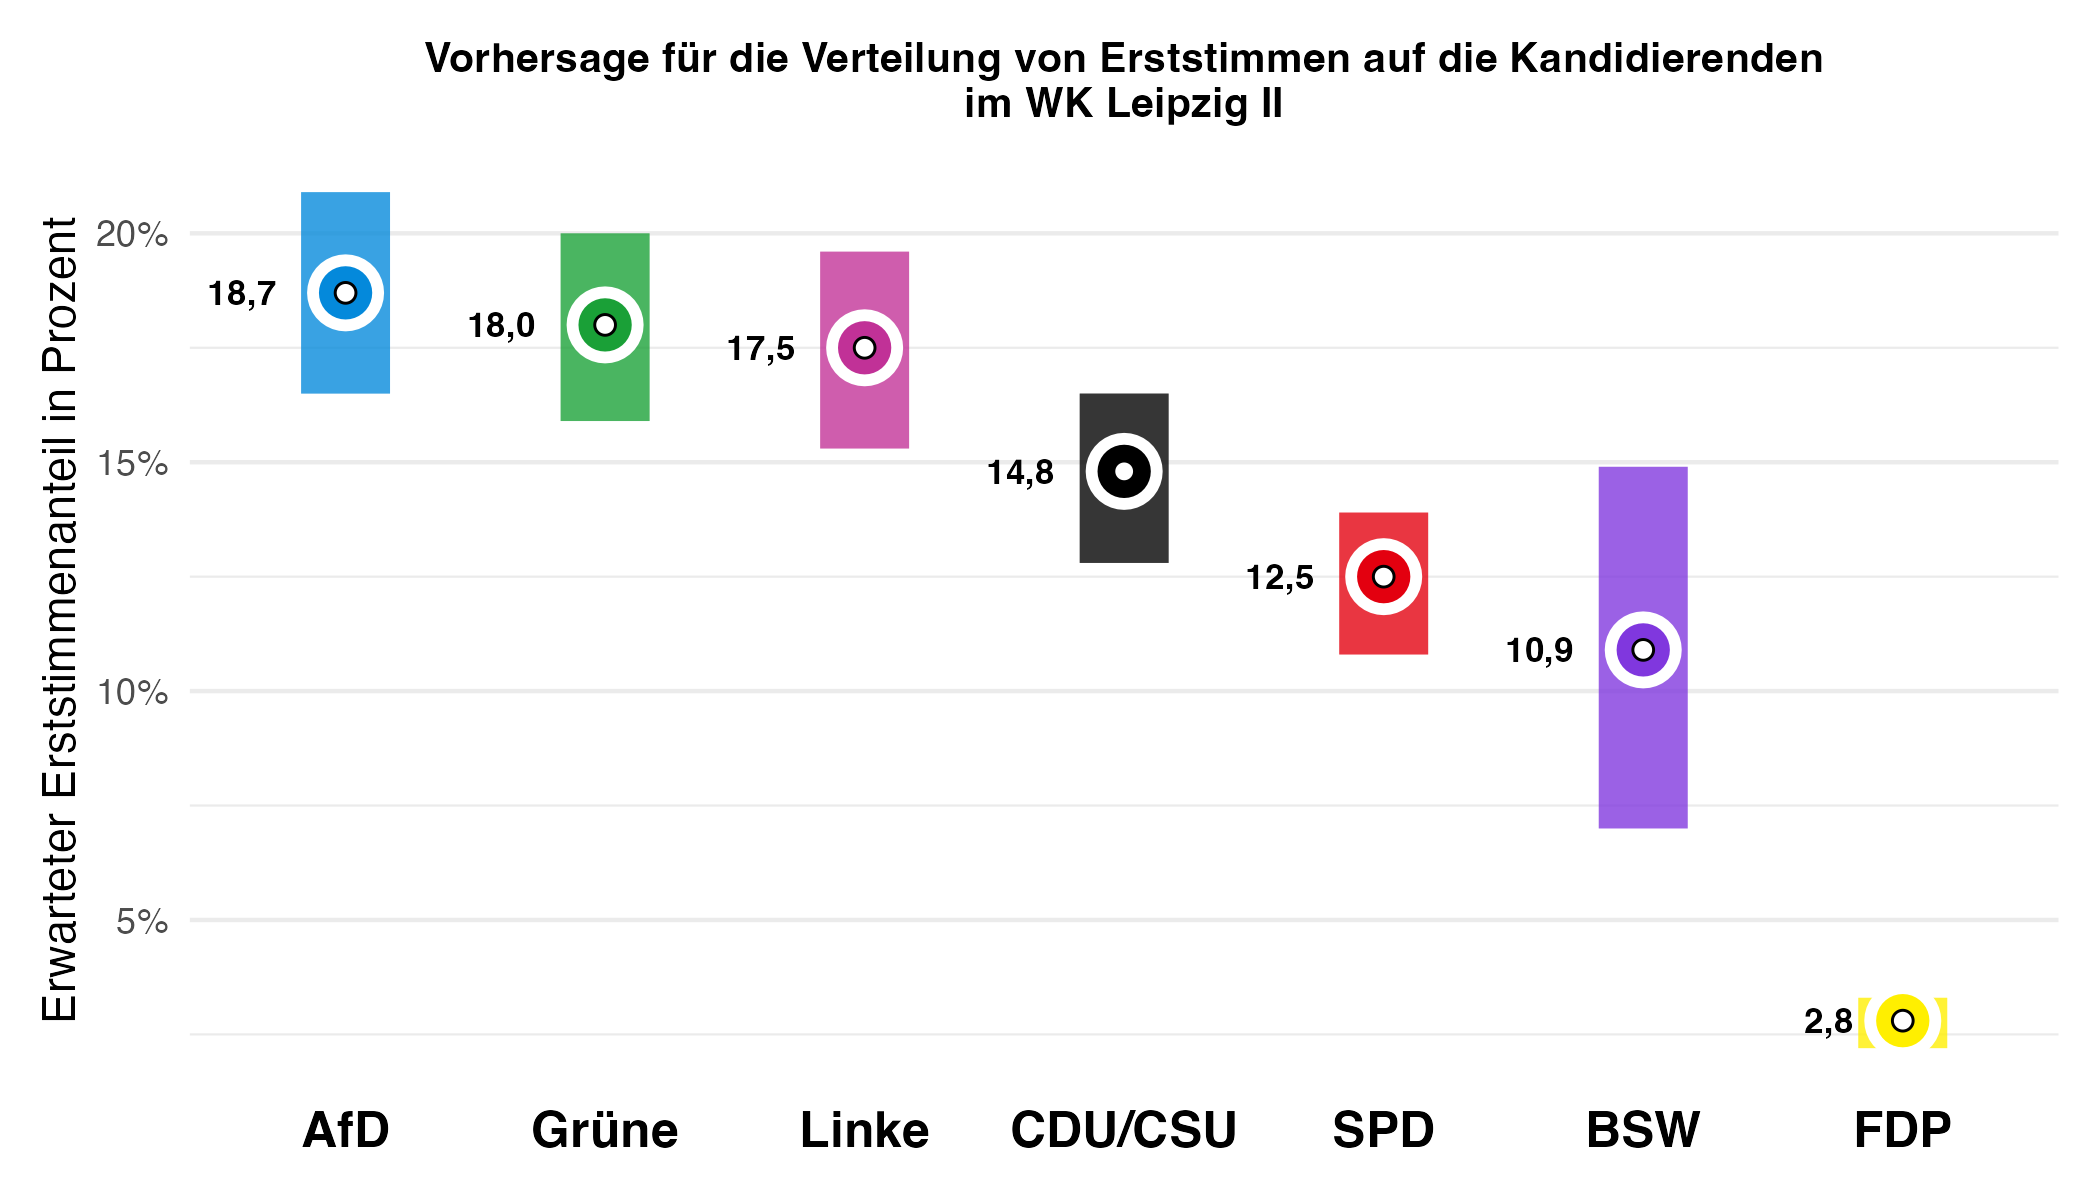 Vorhersage für die Verteilung von Erststimmen auf die Kandidierenden
im WK Leipzig II
Erwarteter Erststimmenanteil in Prozent
20%
15%
10%
5%
18,7
18,0
17,5
14,8
12,5
10,9
2,8
AfD
Grüne
Linke
CDU/CSU
SPD
BSW
FDP